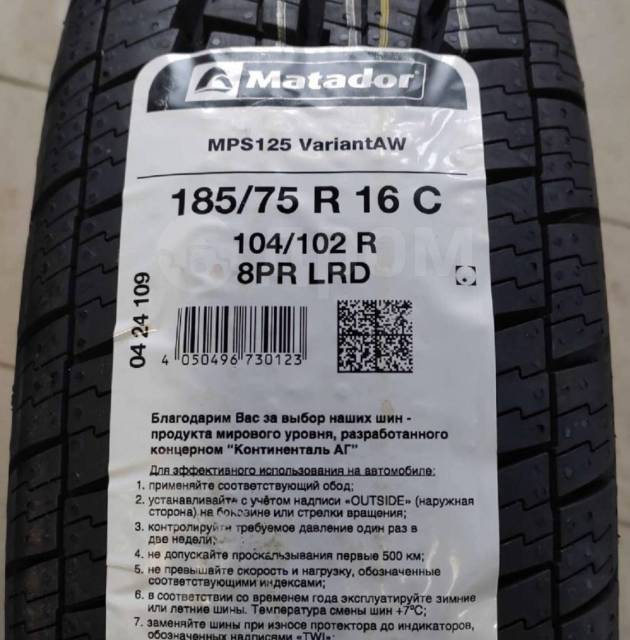 Matador
MPS125 VariantAW
185/75 R 16 C
104/102 R
8PR LRD
04 24 109
4 050496 730123
Благодарим Вас за выбор наших шин -
продукта мирового уровня, разработанного
концерном "Континенталь АГ"
Для эффективного использования на автомобиле:
1. применяйте соответствующий обод;
2. устанавливайте с учётом надписи «OUTSIDE» (наружная
сторона) на боковине или стрелки вращения;
3. контролируйте требуемое давление один раз в
две недели;
4. не допускайте проскальзывания первые 500 км;
5. не превышайте скорость и нагрузку, обозначенные
соответствующими индексами;
6. в соответствии со временем года эксплуатируйте зимние
или летние шины. Температура смены шин +7°С;
7. заменяйте шины при износе протектора до индикаторов,
обозначенных надписями «TWI»;